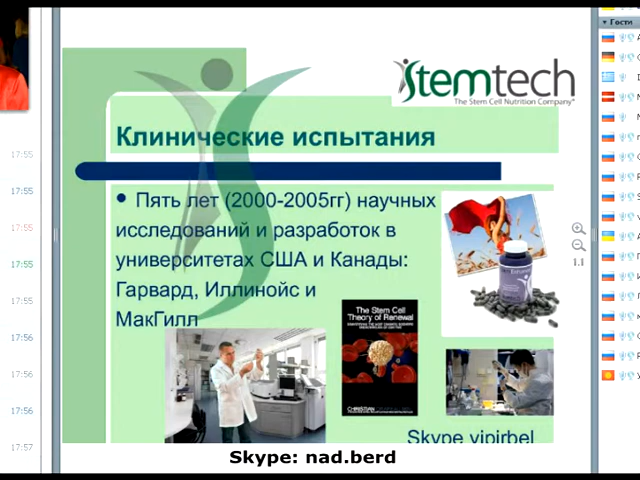 Гости
Stemtech
The Stem Cell Nutrition Company
Клинические испытания
• Пять лет (2000-2005гг) научных
исследований и разработок в
университетах США и Канады:
Гарвард, Иллинойс и
МакГилл
The Stem Cell
Theory of Renewal
CHRISTIAN
1.1
Skype vipirbel
Skype: nad.berd
17:55
17:55
17:55
17:55
17:55
17:56
17:56
17:56
17:57